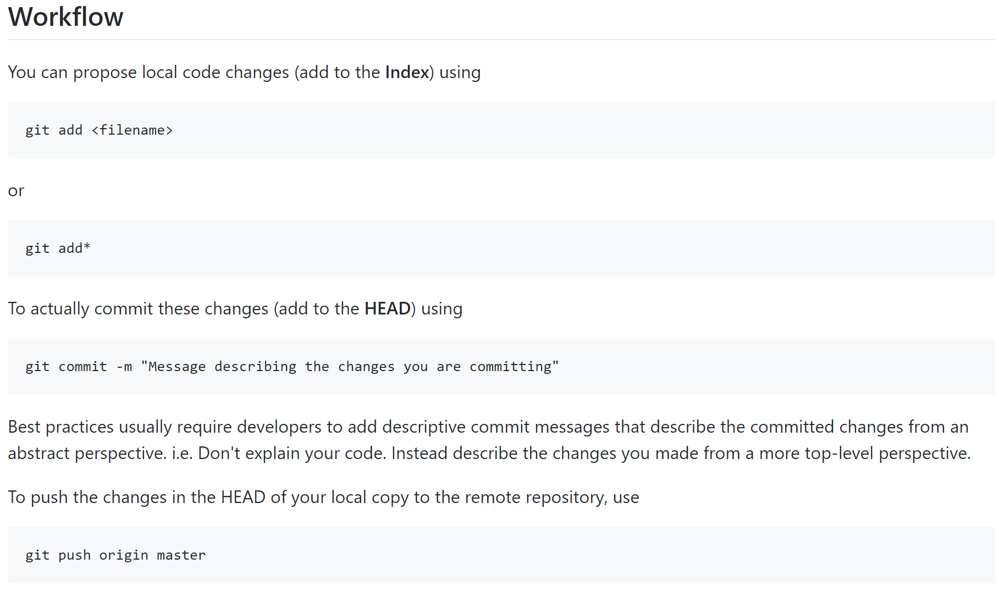 Workflow
You can propose local code changes (add to the Index) using
git add <filename>
or
git add*
To actually commit these changes (add to the HEAD) using
git commit -m "Message describing the changes you are committing"
Best practices usually require developers to add descriptive commit messages that describe the committed changes from an
abstract perspective. i.e. Don't explain your code. Instead describe the changes you made from a more top-level perspective.
To push the changes in the HEAD of your local copy to the remote repository, use
git push origin master